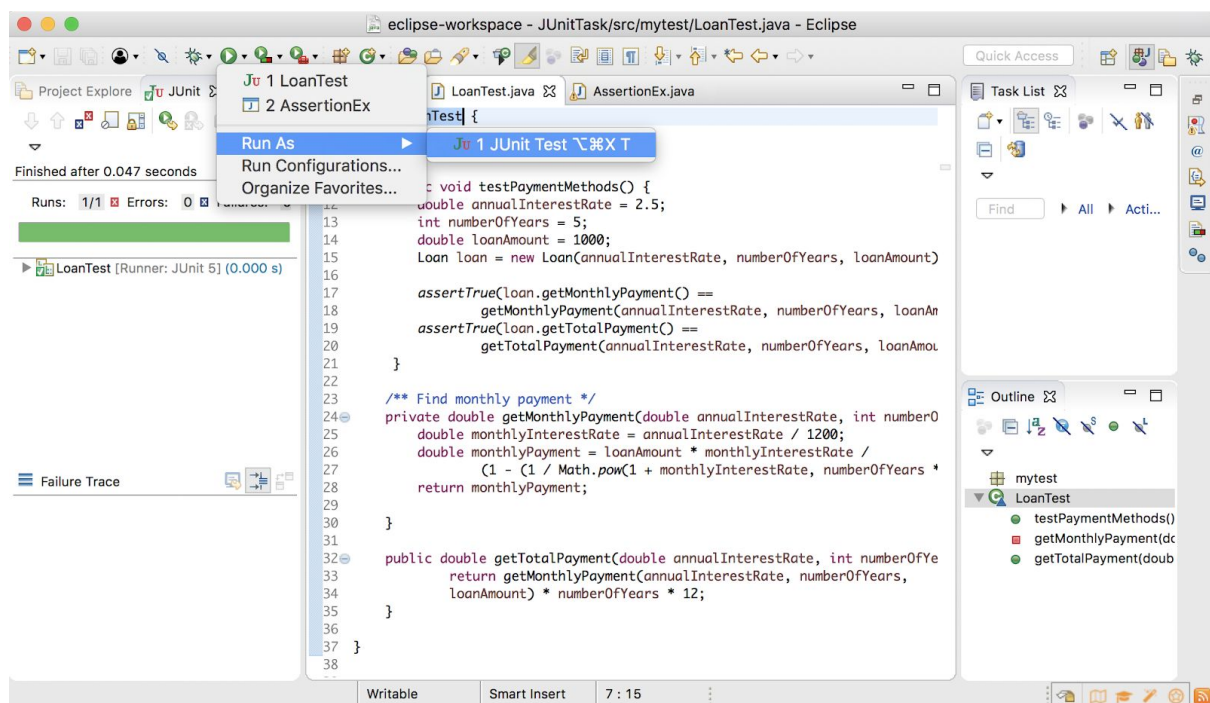 eclipse-workspace - JUnitTask/src/mytest/LoanTest.java - Eclipse
Quick Access
Project Explore
JUnit
Ju 1 LoanTest
2 AssertionEx
Run As
Run Configurations...
Organize Favorites...
Ju 1 JUnit Test ⌥⌘X T
Finished after 0.047 seconds
Runs: 1/1 Errors: 0
LoanTest [Runner: JUnit 5] (0.000 s)
Failure Trace
LoanTest.java
AssertionEx.java
Test {
void testPaymentMethods() {
12 double annualInterestRate = 2.5;
13 int numberOfYears = 5;
14 double loanAmount = 1000;
15 Loan loan = new Loan(annualInterestRate, numberOfYears, loanAmount)
16
17 assertTrue(loan.getMonthlyPayment() ==
18 getMonthlyPayment(annualInterestRate, numberOfYears, loanAm
19 assertTrue(loan.getTotalPayment() ==
20 getTotalPayment(annualInterestRate, numberOfYears, loanAmou
21 }
22
23 /** Find monthly payment */
24 private double getMonthlyPayment(double annualInterestRate, int numberO
25 double monthlyInterestRate = annualInterestRate / 1200;
26 double monthlyPayment = loanAmount * monthlyInterestRate /
27 (1 - (1 / Math.pow(1 + monthlyInterestRate, numberOfYears *
28 return monthlyPayment;
29
30 }
31
32 public double getTotalPayment(double annualInterestRate, int numberOfYe
33 return getMonthlyPayment(annualInterestRate, numberOfYears,
34 loanAmount) * numberOfYears * 12;
35 }
36
37 }
38
Task List
Find
All
Acti...
Outline
mytest
LoanTest
testPaymentMethods()
getMonthlyPayment(dc
getTotalPayment(doub
Writable
Smart Insert
7 : 15